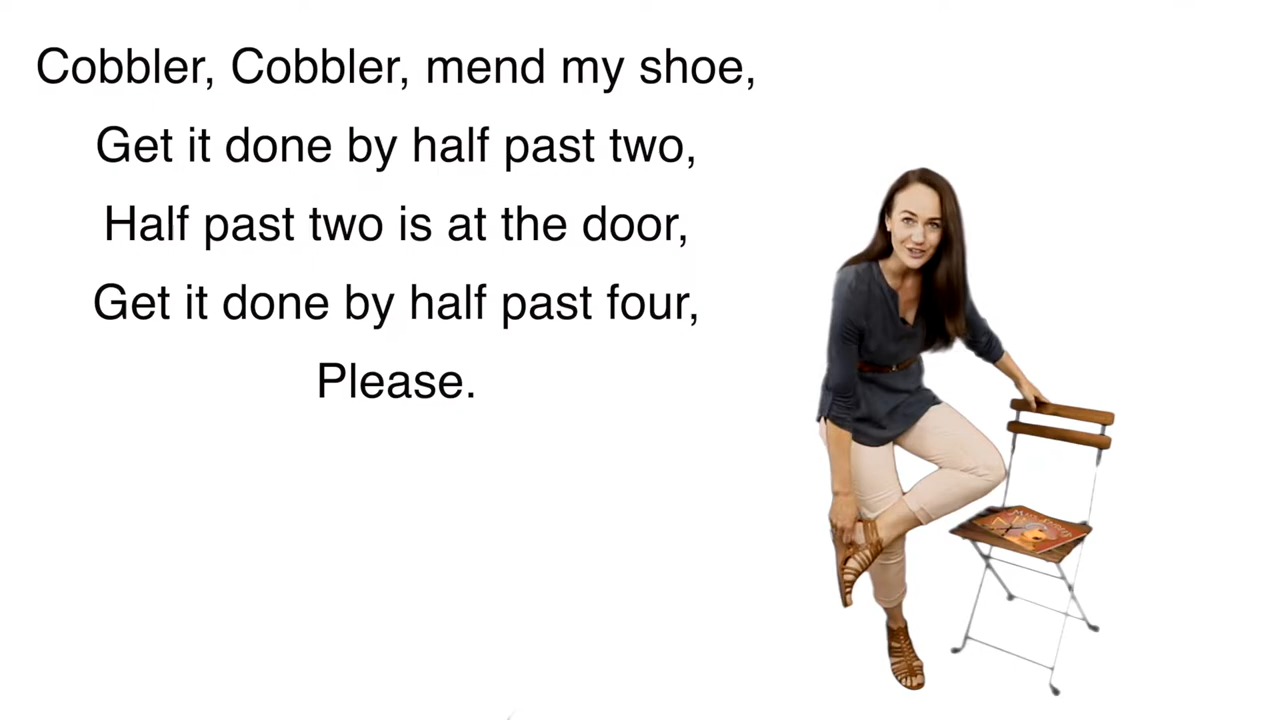 Cobbler, Cobbler, mend my shoe,
Get it done by half past two,
Half past two is at the door,
Get it done by half past four,
Please.